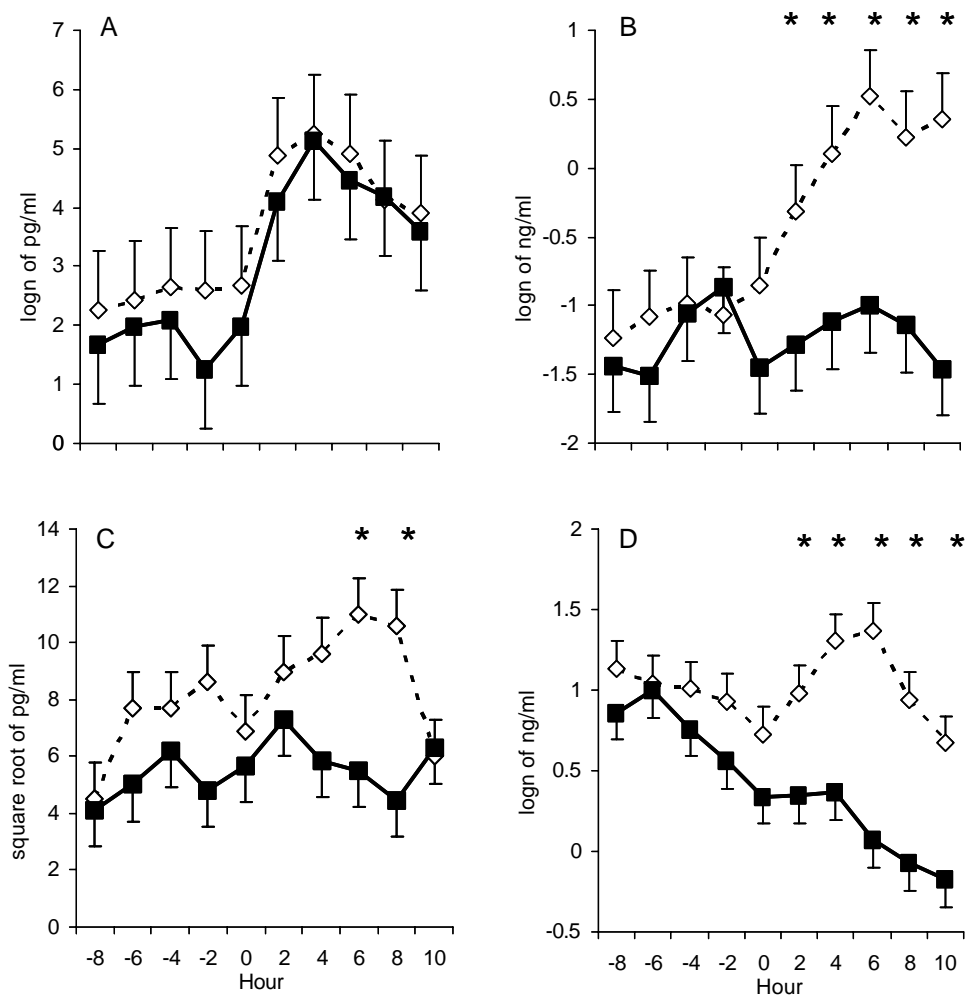 A
7
6
5
4
3
2
1
0
logn of pg/ml
B
* * * * *
1
0.5
0
-0.5
-1
-1.5
-2
logn of ng/ml
C
* *
14
12
10
8
6
4
2
0
square root of pg/ml
-8 -6 -4 -2 0 2 4 6 8 10
Hour
D
* * * * *
2
1.5
1
0.5
0
-0.5
logn of ng/ml
-8 -6 -4 -2 0 2 4 6 8 10
Hour